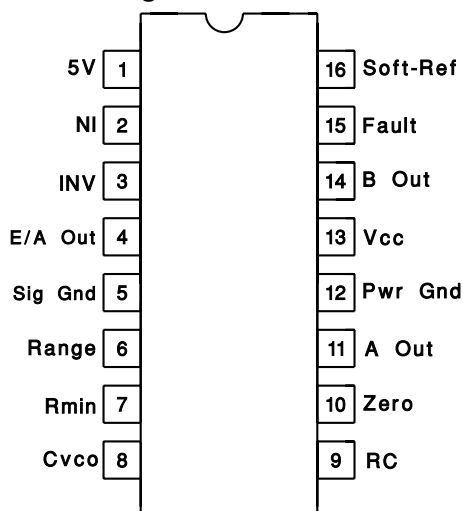 5V 1 16 Soft-Ref
NI 2 15 Fault
INV 3 14 B Out
E/A Out 4 13 Vcc
Sig Gnd 5 12 Pwr Gnd
Range 6 11 A Out
Rmin 7 10 Zero
Cvco 8 9 RC